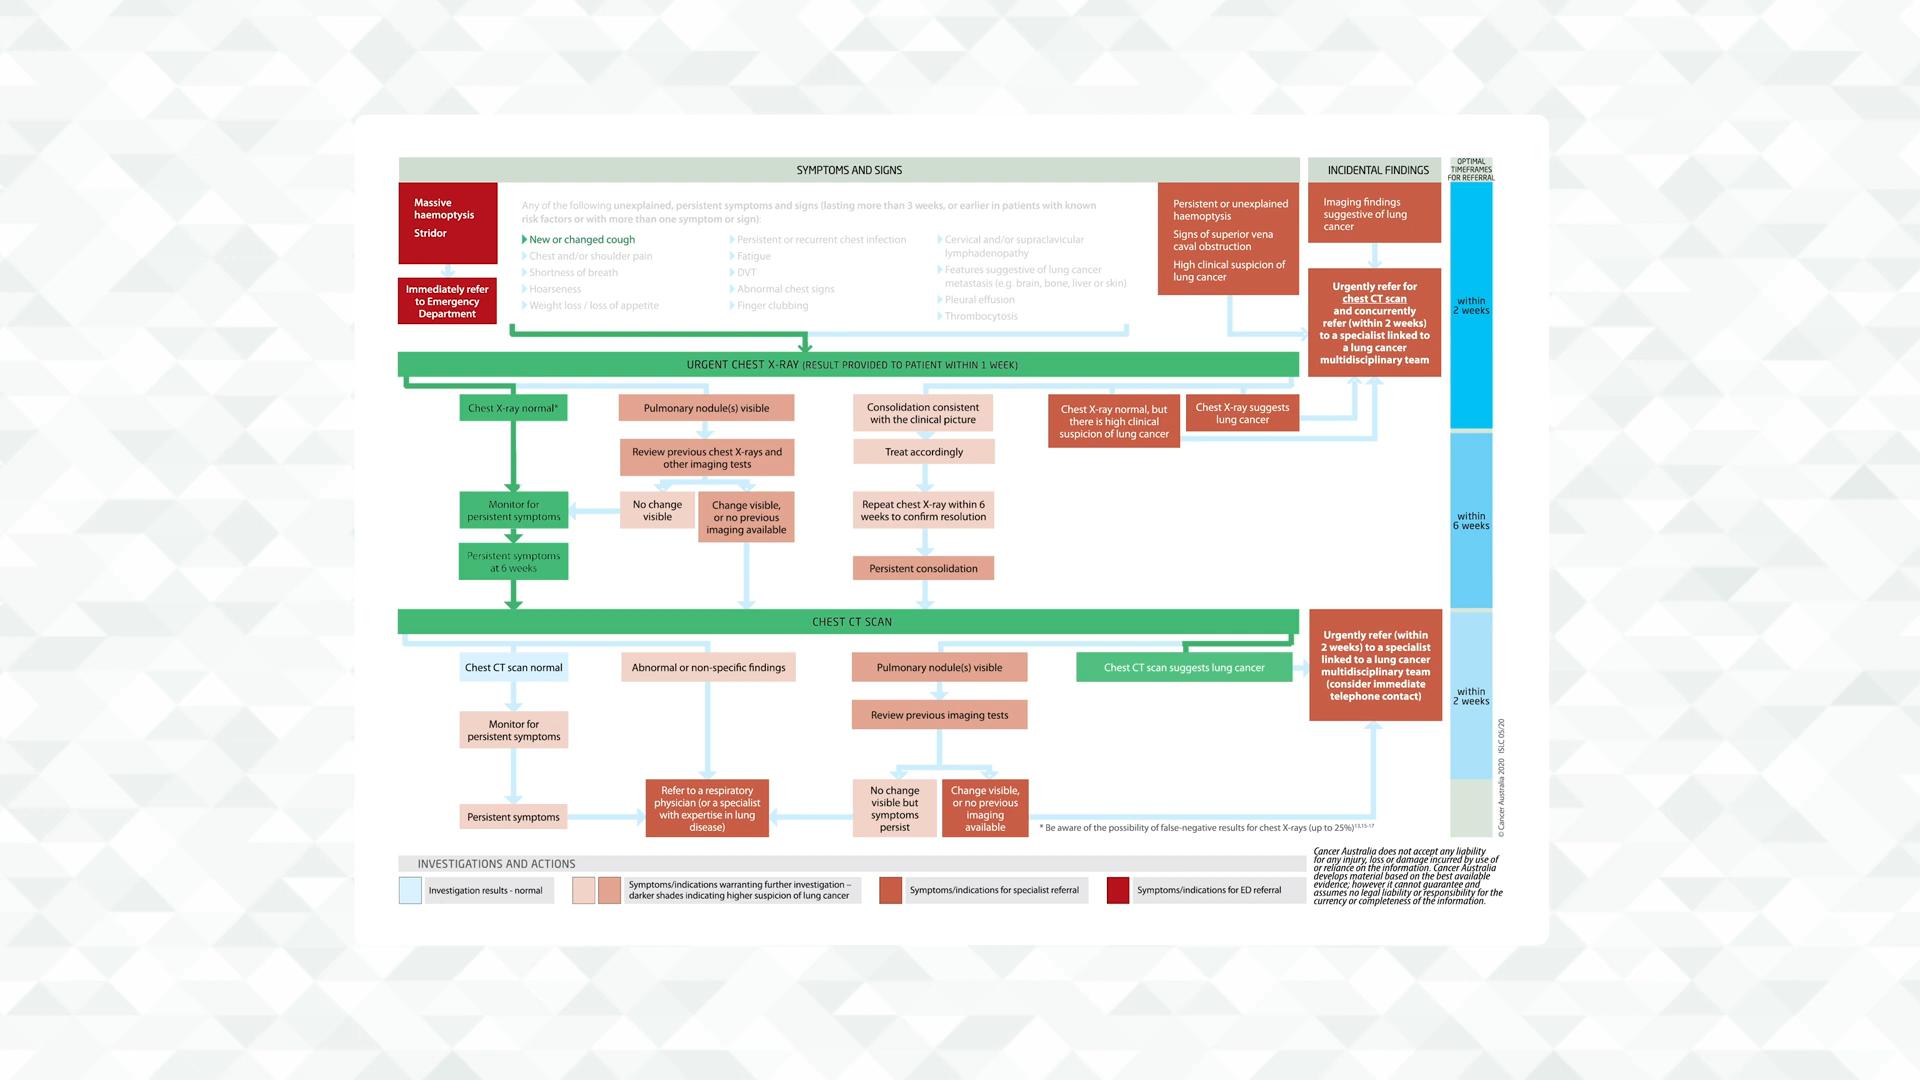 SYMPTOMS AND SIGNS
INCIDENTAL FINDINGS
OPTIMAL
TIMEFRAMES
FOR REFERRAL
Massive
haemoptysis
Stridor
Immediately refer
to Emergency
Department
Any of the following unexplained, persistent symptoms and signs (lasting more than 3 weeks, or earlier in patients with known
risk factors or with more than one symptom or sign):
New or changed cough
Chest and/or shoulder pain
Shortness of breath
Hoarseness
Weight loss / loss of appetite
Persistent or recurrent chest infection
Fatigue
DVT
Abnormal chest signs
Finger clubbing
Cervical and/or supraclavicular
lymphadenopathy
Features suggestive of lung cancer
metastasis (e.g. brain, bone, liver or skin)
Pleural effusion
Thrombocytosis
Persistent or unexplained
haemoptysis
Signs of superior vena
caval obstruction
High clinical suspicion of
lung cancer
Imaging findings
suggestive of lung
cancer
Urgently refer for
chest CT scan
and concurrently
refer (within 2 weeks)
to a specialist linked to
a lung cancer
multidisciplinary team
within
2 weeks
URGENT CHEST X-RAY (RESULT PROVIDED TO PATIENT WITHIN 1 WEEK)
Chest X-ray normal*
Pulmonary nodule(s) visible
Consolidation consistent
with the clinical picture
Chest X-ray normal, but
there is high clinical
suspicion of lung cancer
Chest X-ray suggests
lung cancer
Review previous chest X-rays and
other imaging tests
Treat accordingly
Monitor for
persistent symptoms
No change
visible
Change visible,
or no previous
imaging available
Repeat chest X-ray within 6
weeks to confirm resolution
within
6 weeks
Persistent symptoms
at 6 weeks
Persistent consolidation
CHEST CT SCAN
Chest CT scan normal
Abnormal or non-specific findings
Pulmonary nodule(s) visible
Chest CT scan suggests lung cancer
Urgently refer (within
2 weeks) to a specialist
linked to a lung cancer
multidisciplinary team
(consider immediate
telephone contact)
within
2 weeks
Monitor for
persistent symptoms
Review previous imaging tests
Persistent symptoms
Refer to a respiratory
physician (or a specialist
with expertise in lung
disease)
No change
visible but
symptoms
persist
Change visible,
or no previous
imaging
available
* Be aware of the possibility of false-negative results for chest X-rays (up to 25%)13,15-17
© Cancer Australia 2020 ISLC 05/20
INVESTIGATIONS AND ACTIONS
Investigation results - normal
Symptoms/indications warranting further investigation –
darker shades indicating higher suspicion of lung cancer
Symptoms/indications for specialist referral
Symptoms/indications for ED referral
Cancer Australia does not accept any liability
for any injury, loss or damage incurred by use of
or reliance on the information. Cancer Australia
develops material based on the best available
evidence; however it cannot guarantee and
assumes no legal liability or responsibility for the
currency or completeness of the information.